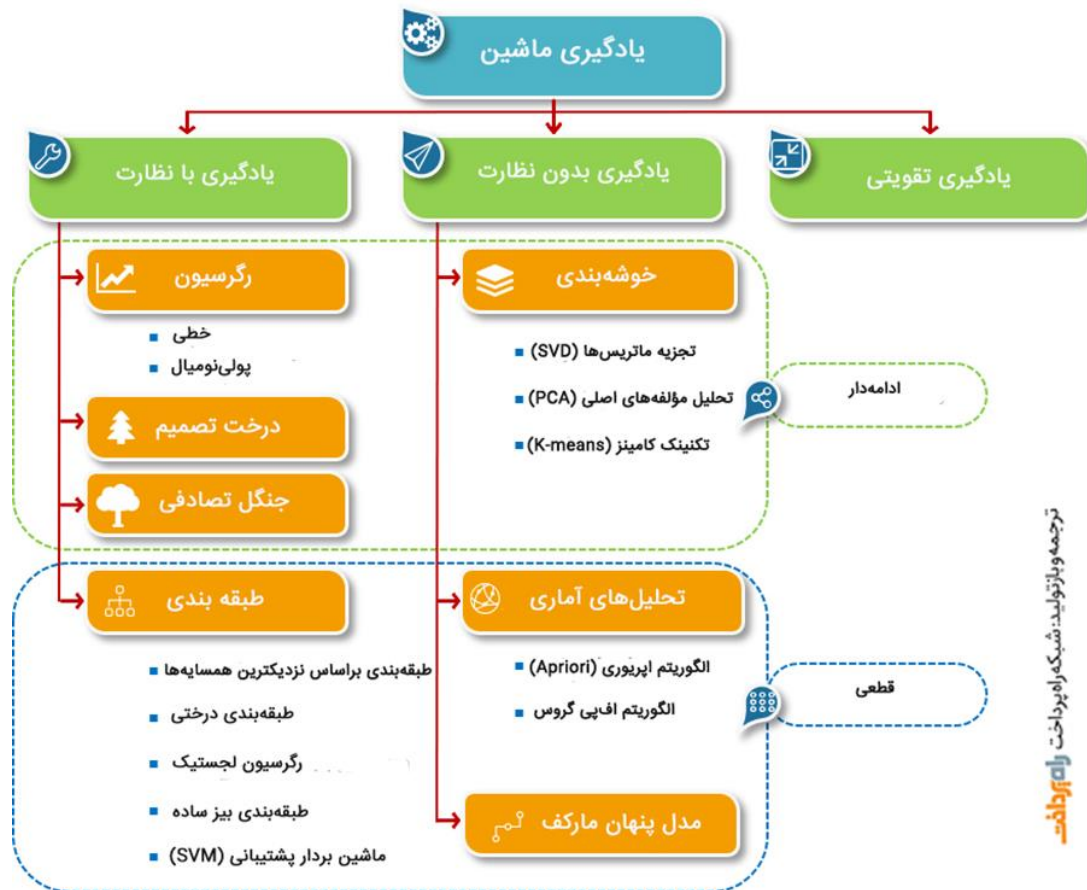 یادگیری ماشین
یادگیری با نظارت
یادگیری بدون نظارت
یادگیری تقویتی
رگرسیون
خطی
پولی‌نومیال
درخت تصمیم
جنگل تصادفی
خوشه‌بندی
تجزیه ماتریس‌ها (SVD)
تحلیل مؤلفه‌های اصلی (PCA)
تکنینک کامینز (K-means)
ادامه‌دار
طبقه بندی
طبقه‌بندی براساس نزدیکترین همسایه‌ها
طبقه‌بندی درختی
رگرسیون لجستیک
طبقه‌بندی بیز ساده
ماشین بردار پشتیبانی (SVM)
تحلیل‌های آماری
الگوریتم اپریوری (Apriori)
الگوریتم اف‌پی گروس
مدل پنهان مارکف
قطعی
ترجمه‌و‌بازتولید: شبکه‌راه‌پرداخت راه پرداخت